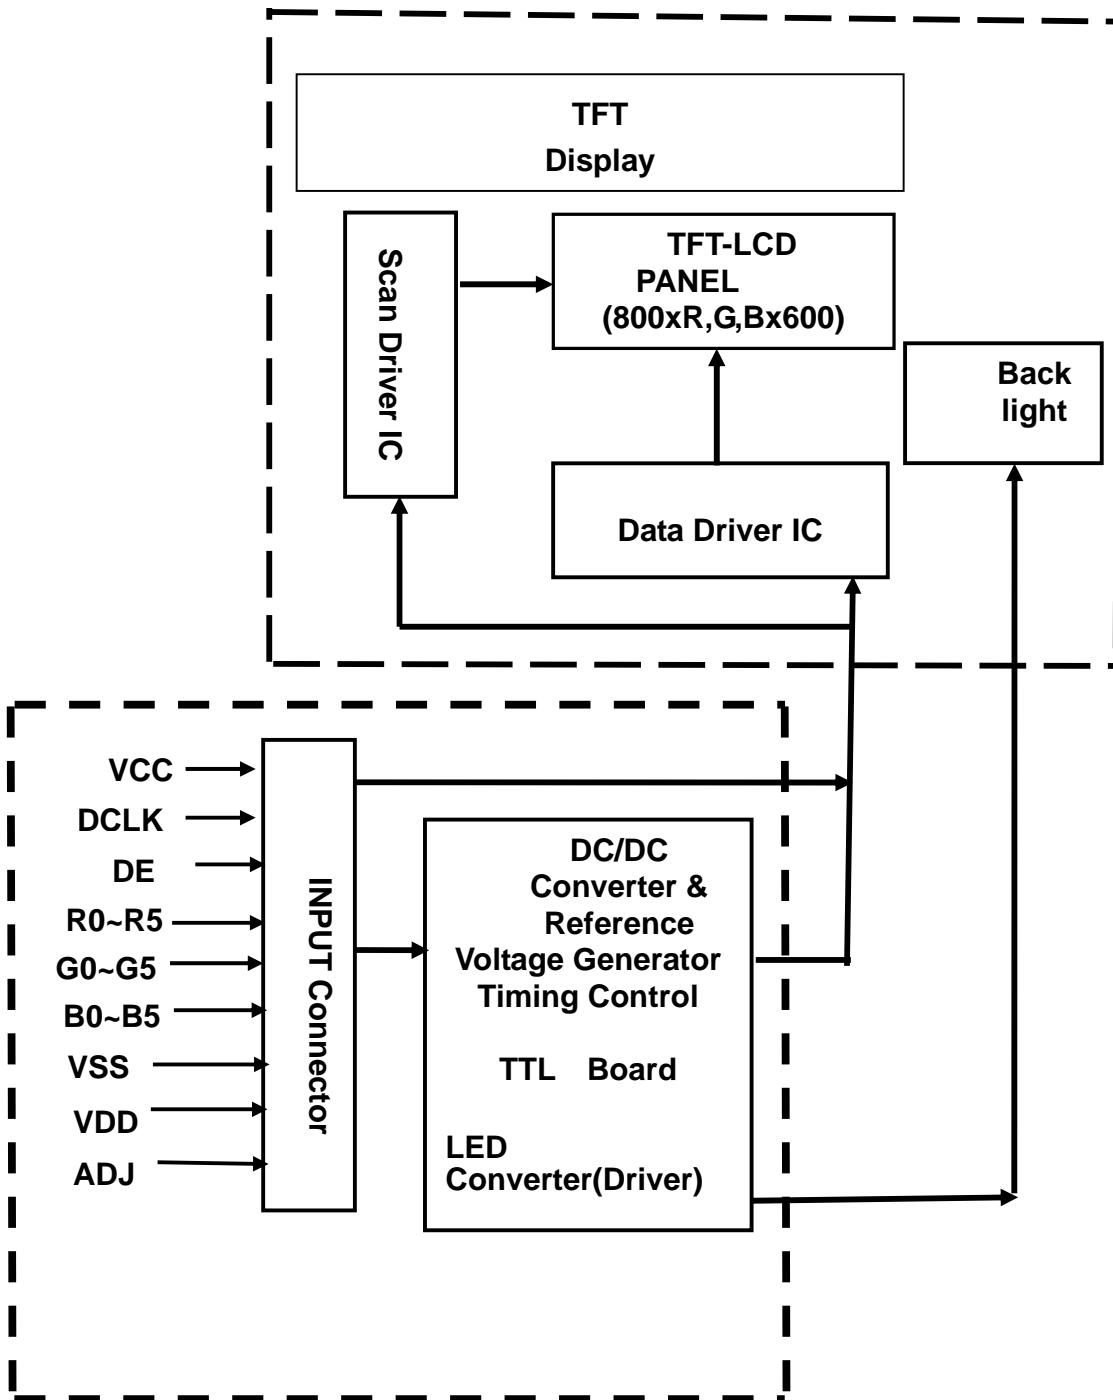 TFT
Display
Scan Driver IC
TFT-LCD
PANEL
(800xR,G,Bx600)
Back
light
Data Driver IC
VCC
DCLK
DE
R0~R5
G0~G5
B0~B5
VSS
VDD
ADJ
INPUT Connector
DC/DC
Converter &
Reference
Voltage Generator
Timing Control
TTL Board
LED
Converter(Driver)